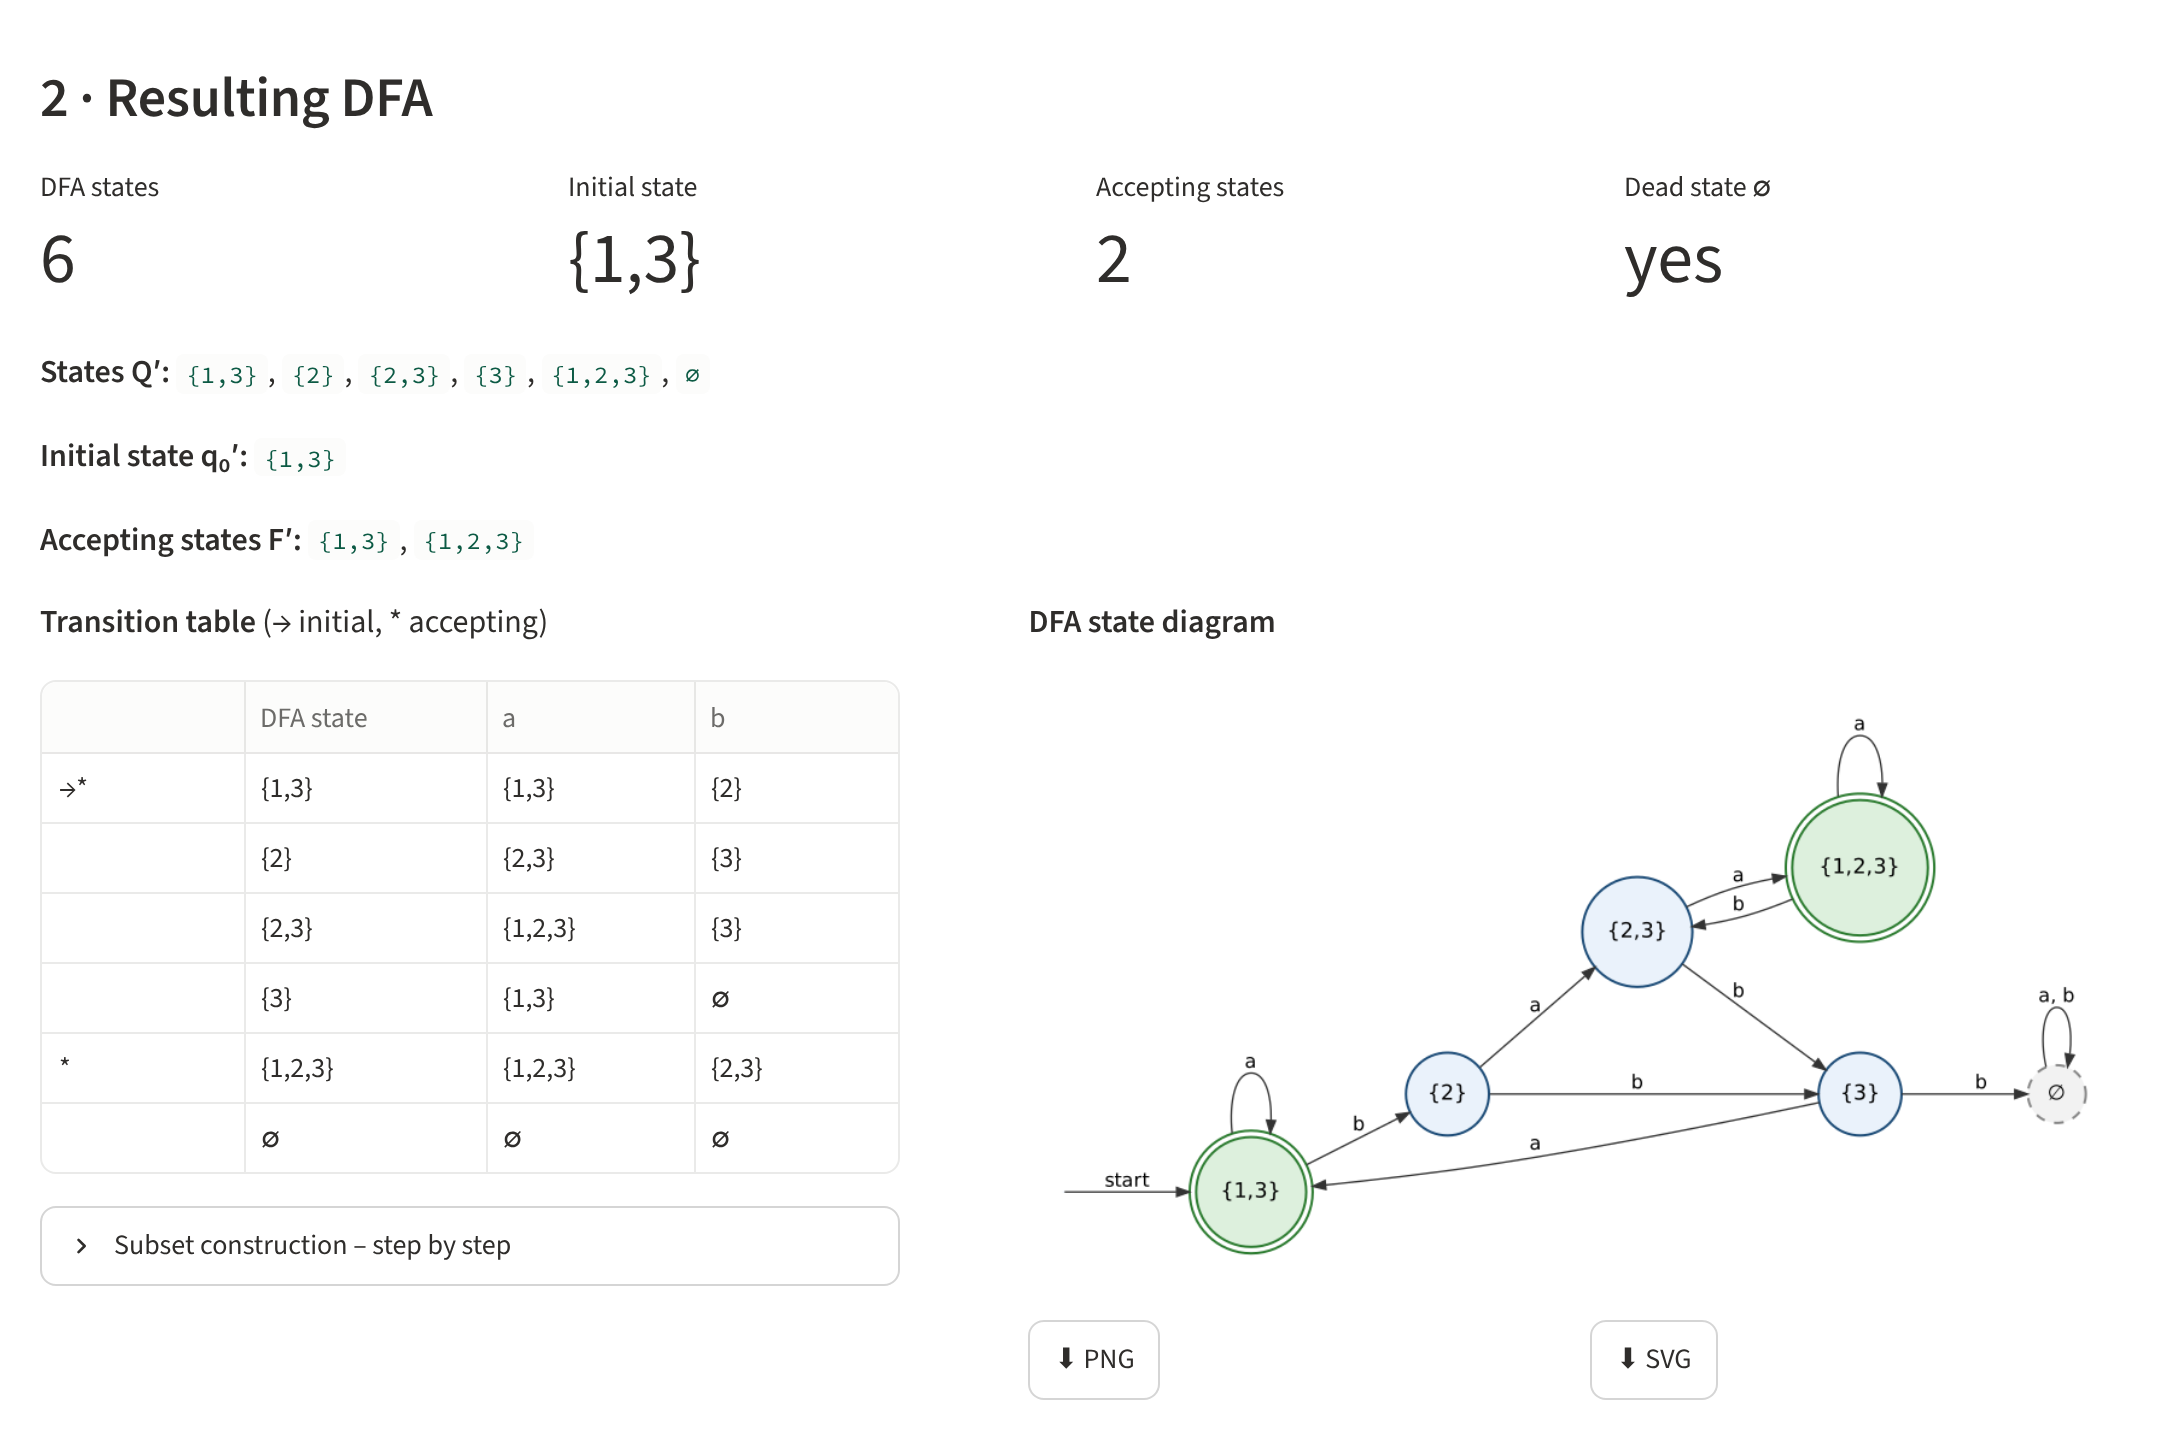 2 · Resulting DFA
DFA states
6
Initial state
{1,3}
Accepting states
2
Dead state ∅
yes
States Q′: {1,3} , {2} , {2,3} , {3} , {1,2,3} , ∅
Initial state q₀′: {1,3}
Accepting states F′: {1,3} , {1,2,3}
Transition table (→ initial, * accepting)
DFA state a b
→* {1,3} {1,3} {2}
{2} {2,3} {3}
{2,3} {1,2,3} {3}
{3} {1,3} ∅
* {1,2,3} {1,2,3} {2,3}
∅ ∅ ∅
Subset construction – step by step
DFA state diagram
a
{1,2,3}
a
b
{2,3}
a
b
a, b
a
{2}
b
{3}
b
∅
b
a
start
{1,3}
⬇ PNG
⬇ SVG